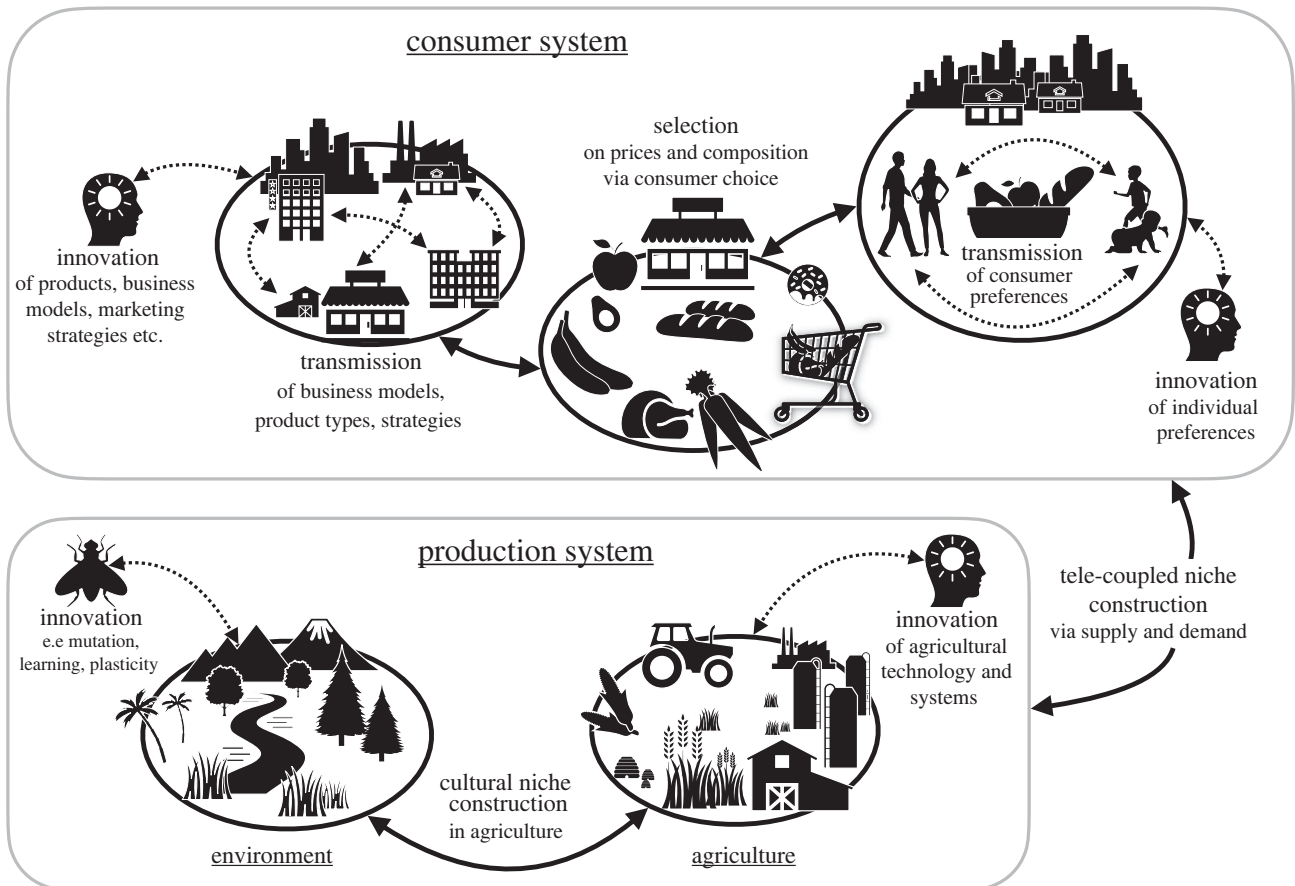 consumer system
selection
on prices and composition
via consumer choice
innovation
of products, business
models, marketing
strategies etc.
transmission
of business models,
product types, strategies
transmission
of consumer
preferences
innovation
of individual
preferences
production system
innovation
e.e mutation,
learning, plasticity
innovation
of agricultural
technology and
systems
tele-coupled niche
construction
via supply and demand
cultural niche
construction
in agriculture
environment
agriculture